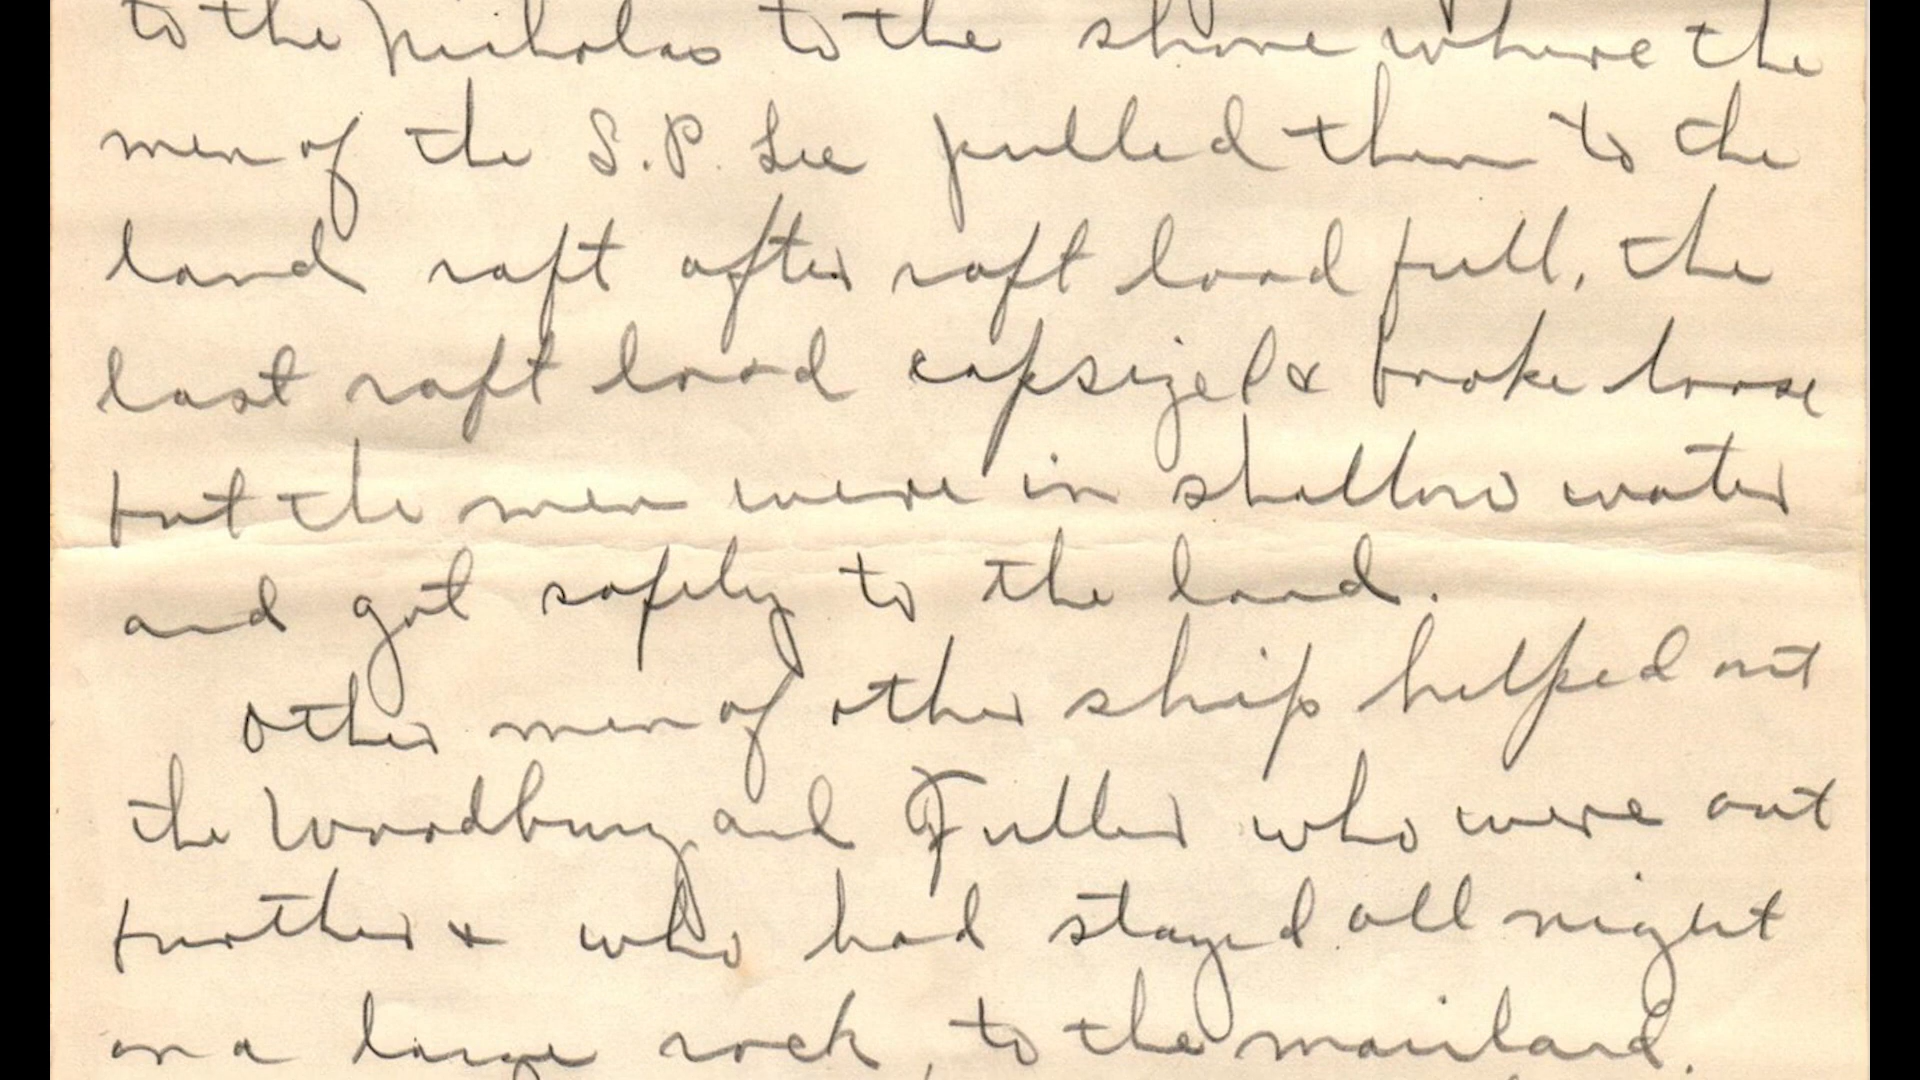 to the Nicholas to the shore where the
men of the S.P. Lee pulled them to the
land raft after raft load full, the
last raft load capsized & broke loose
but the men were in shallow water
and got safely to the land.
Other men of other ship helped out
the Woodbury and Fuller who were out
further & who had stayed all night
on a large rock, to the mainland.